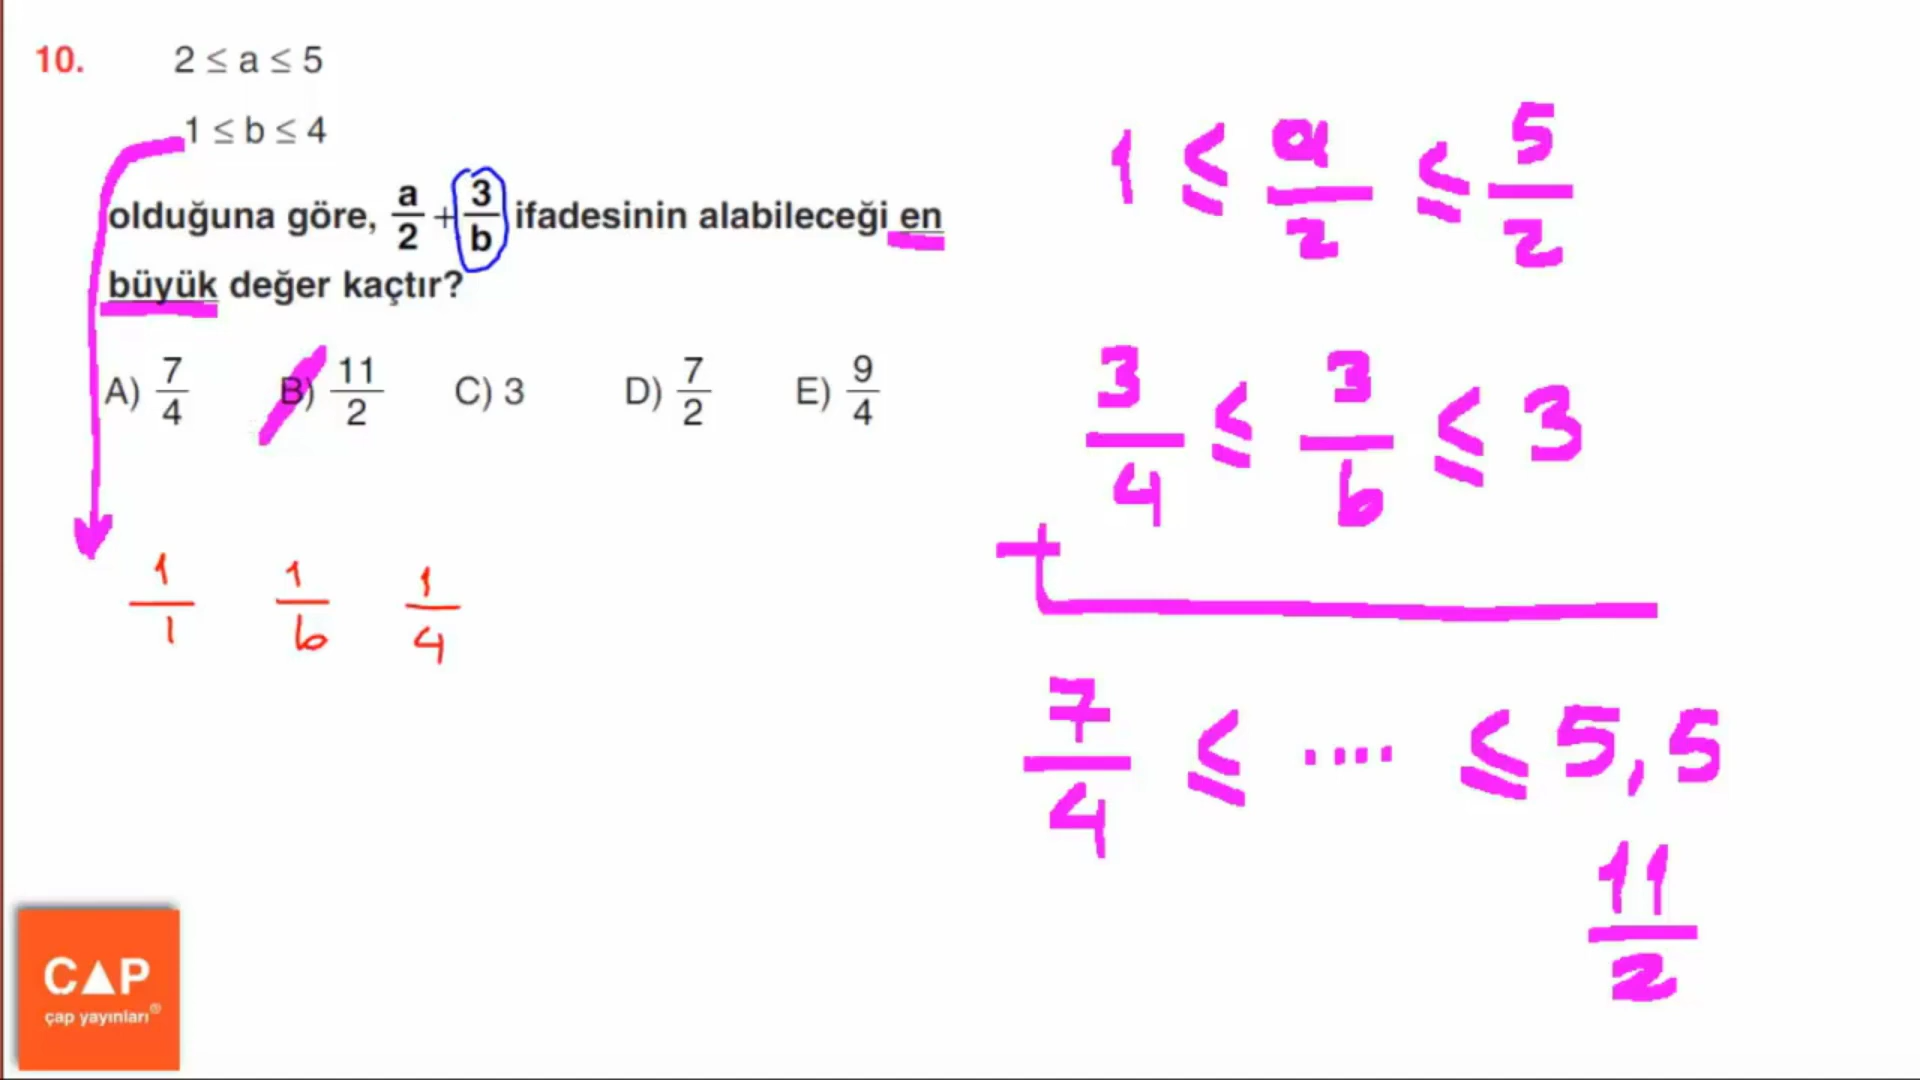 10. 2 ≤ a ≤ 5
1 ≤ b ≤ 4
olduğuna göre, a/2 + 3/b ifadesinin alabileceği en
büyük değer kaçtır?
A) 7/4 B) 11/2 C) 3 D) 7/2 E) 9/4
1/1 1/b 1/4
1 ≤ a/2 ≤ 5/2
3/4 ≤ 3/b ≤ 3
+
7/4 ≤ .... ≤ 5,5
11/2
CAP
çap yayınları®